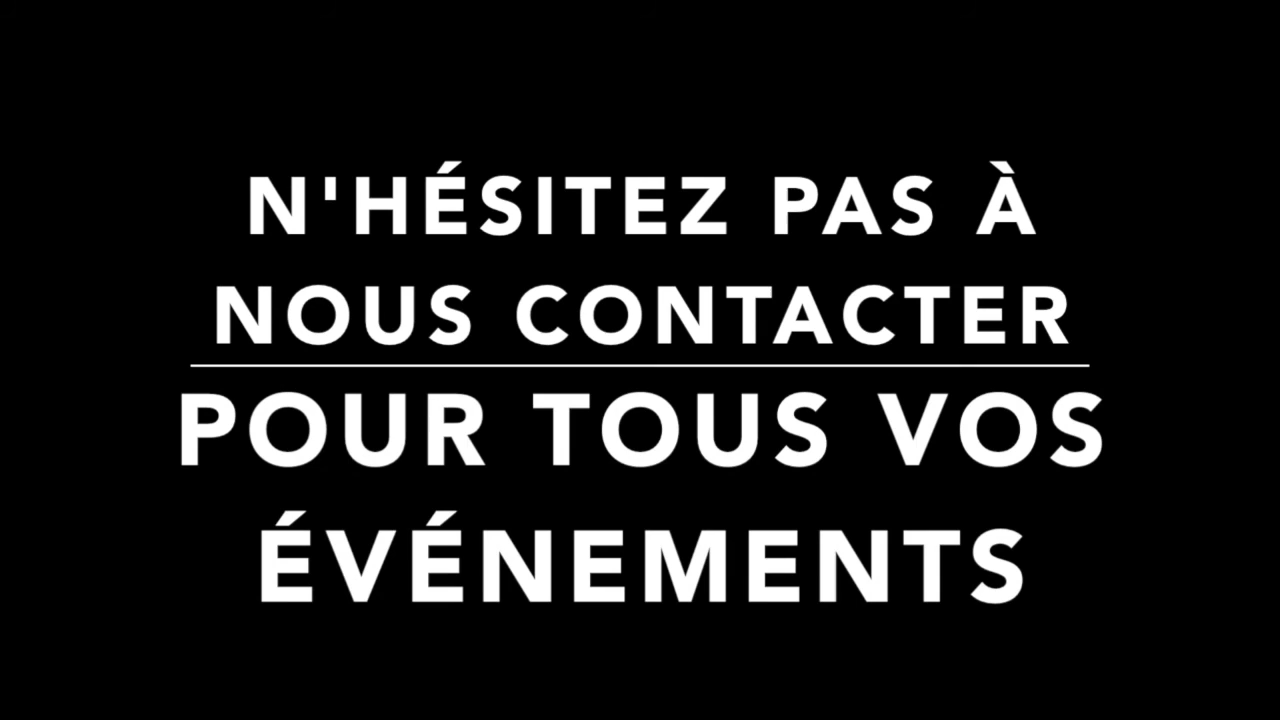 N'HÉSITEZ PAS À
NOUS CONTACTER
POUR TOUS VOS
ÉVÉNEMENTS